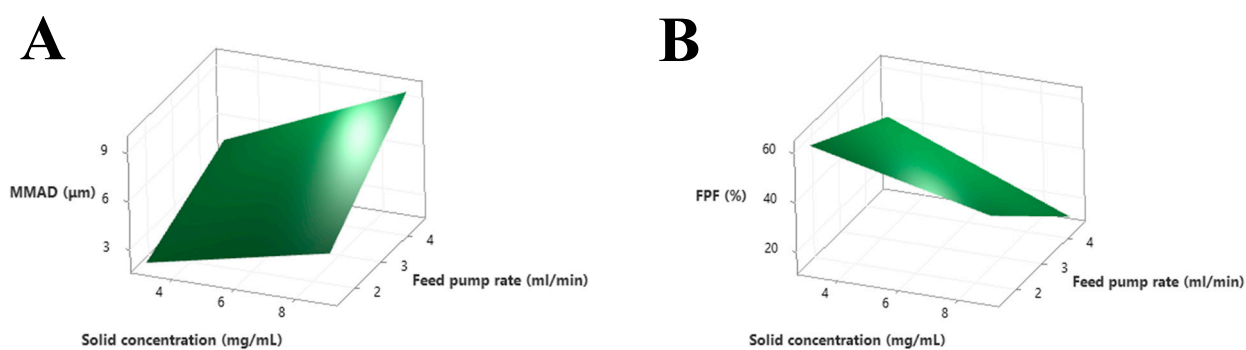 A
9
MMAD (µm)
6
3
4
3
Feed pump rate (ml/min)
2
4
6
8
Solid concentration (mg/mL)
B
60
FPF (%)
40
20
4
3
Feed pump rate (ml/min)
2
4
6
8
Solid concentration (mg/mL)